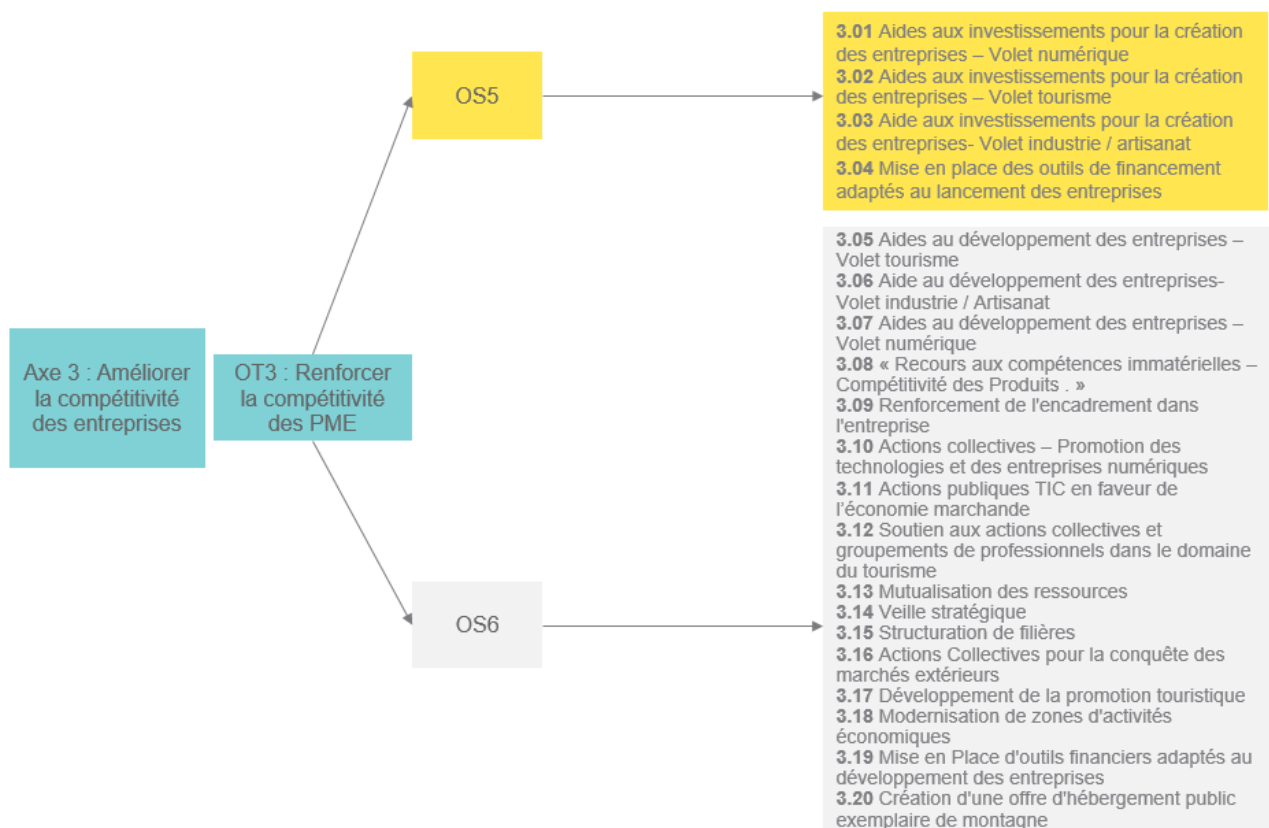 Axe 3 : Améliorer
la compétitivité
des entreprises
OT3 : Renforcer
la compétitivité
des PME
OS5
3.01 Aides aux investissements pour la création
des entreprises – Volet numérique
3.02 Aides aux investissements pour la création
des entreprises – Volet tourisme
3.03 Aide aux investissements pour la création
des entreprises- Volet industrie / artisanat
3.04 Mise en place des outils de financement
adaptés au lancement des entreprises
OS6
3.05 Aides au développement des entreprises –
Volet tourisme
3.06 Aide au développement des entreprises-
Volet industrie / Artisanat
3.07 Aides au développement des entreprises –
Volet numérique
3.08 « Recours aux compétences immatérielles –
Compétitivité des Produits . »
3.09 Renforcement de l'encadrement dans
l'entreprise
3.10 Actions collectives – Promotion des
technologies et des entreprises numériques
3.11 Actions publiques TIC en faveur de
l’économie marchande
3.12 Soutien aux actions collectives et
groupements de professionnels dans le domaine
du tourisme
3.13 Mutualisation des ressources
3.14 Veille stratégique
3.15 Structuration de filières
3.16 Actions Collectives pour la conquête des
marchés extérieurs
3.17 Développement de la promotion touristique
3.18 Modernisation de zones d'activités
économiques
3.19 Mise en Place d'outils financiers adaptés au
développement des entreprises
3.20 Création d'une offre d'hébergement public
exemplaire de montagne